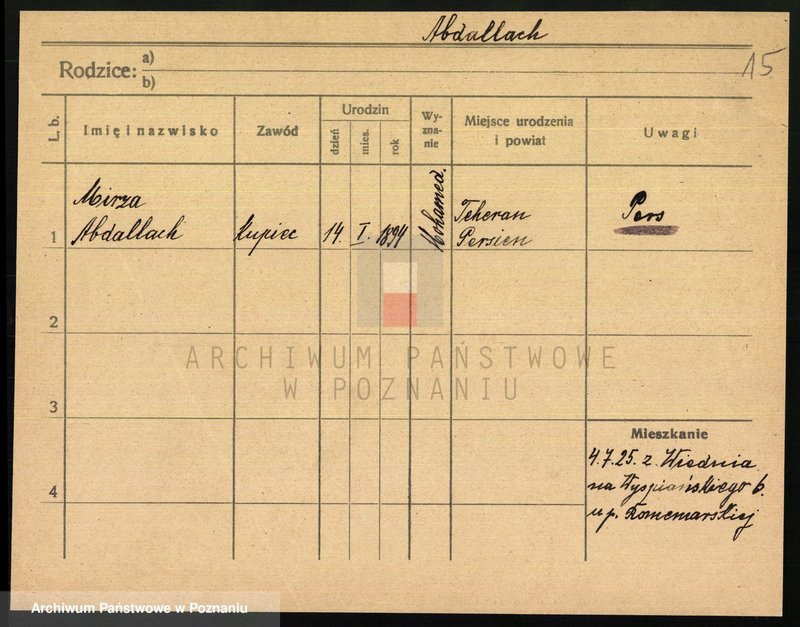 Abdallach
15
Rodzice: a)
b)
L. b.
Imię i nazwisko
Zawód
Urodzin
dzień
mies.
rok
Wy-
zna-
nie
Miejsce urodzenia
i powiat
Uwagi
1
Mirza
Abdallach
Kupiec
14.
I.
1894
Mohamed.
Teheran
Persien
Pers
2
ARCHIWUM PAŃSTWOWE
W POZNANIU
3
4
Mieszkanie
4.7.25. z Wiednia
na Wyspiańskiego 6.
u p.
Archiwum Państwowe w Poznaniu